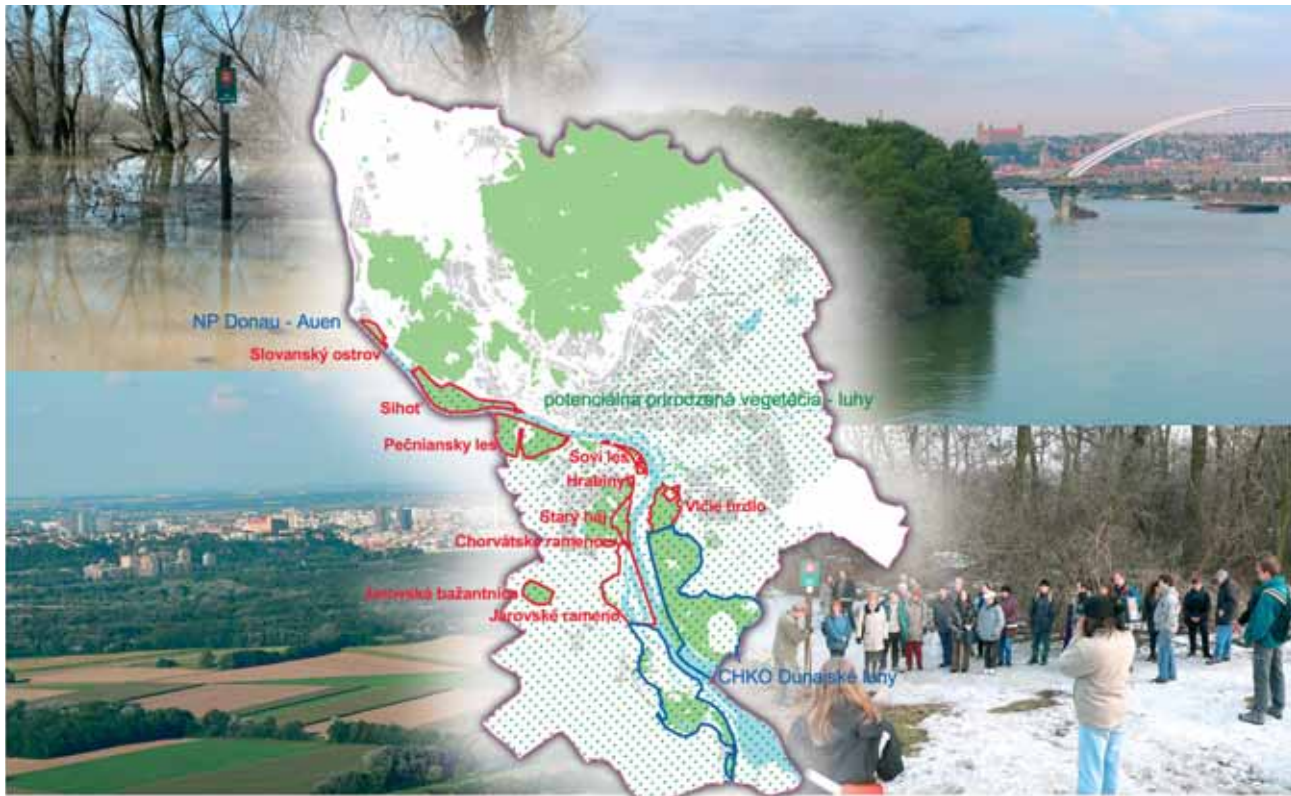 NP Donau - Auen
Slovanský ostrov
Sihoť
potenciálna prirodzená vegetácia - luhy
Pečniansky les
Soví les
Hrabiny
Starý háj
Vlčie hrdlo
Chorvátske rameno
Jarovská bažantnica
Jarovské rameno
CHKO Dunajské luhy